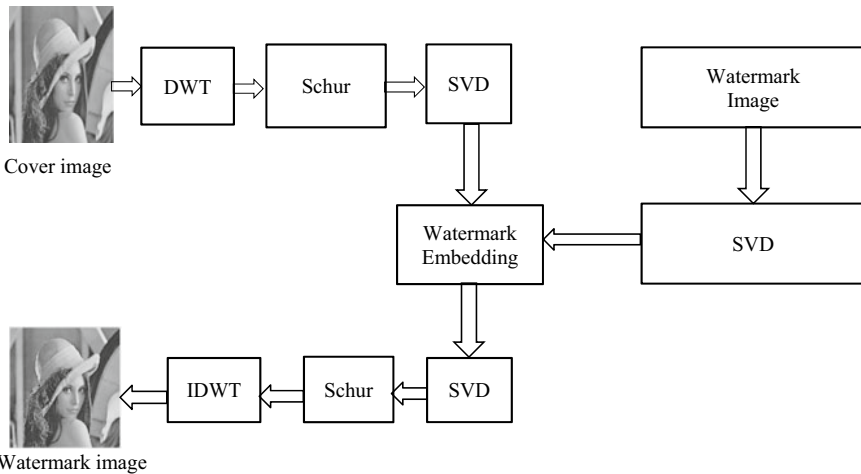 DWT
Schur
SVD
Watermark
Image
Cover image
Watermark
Embedding
SVD
IDWT
Schur
SVD
Watermark image